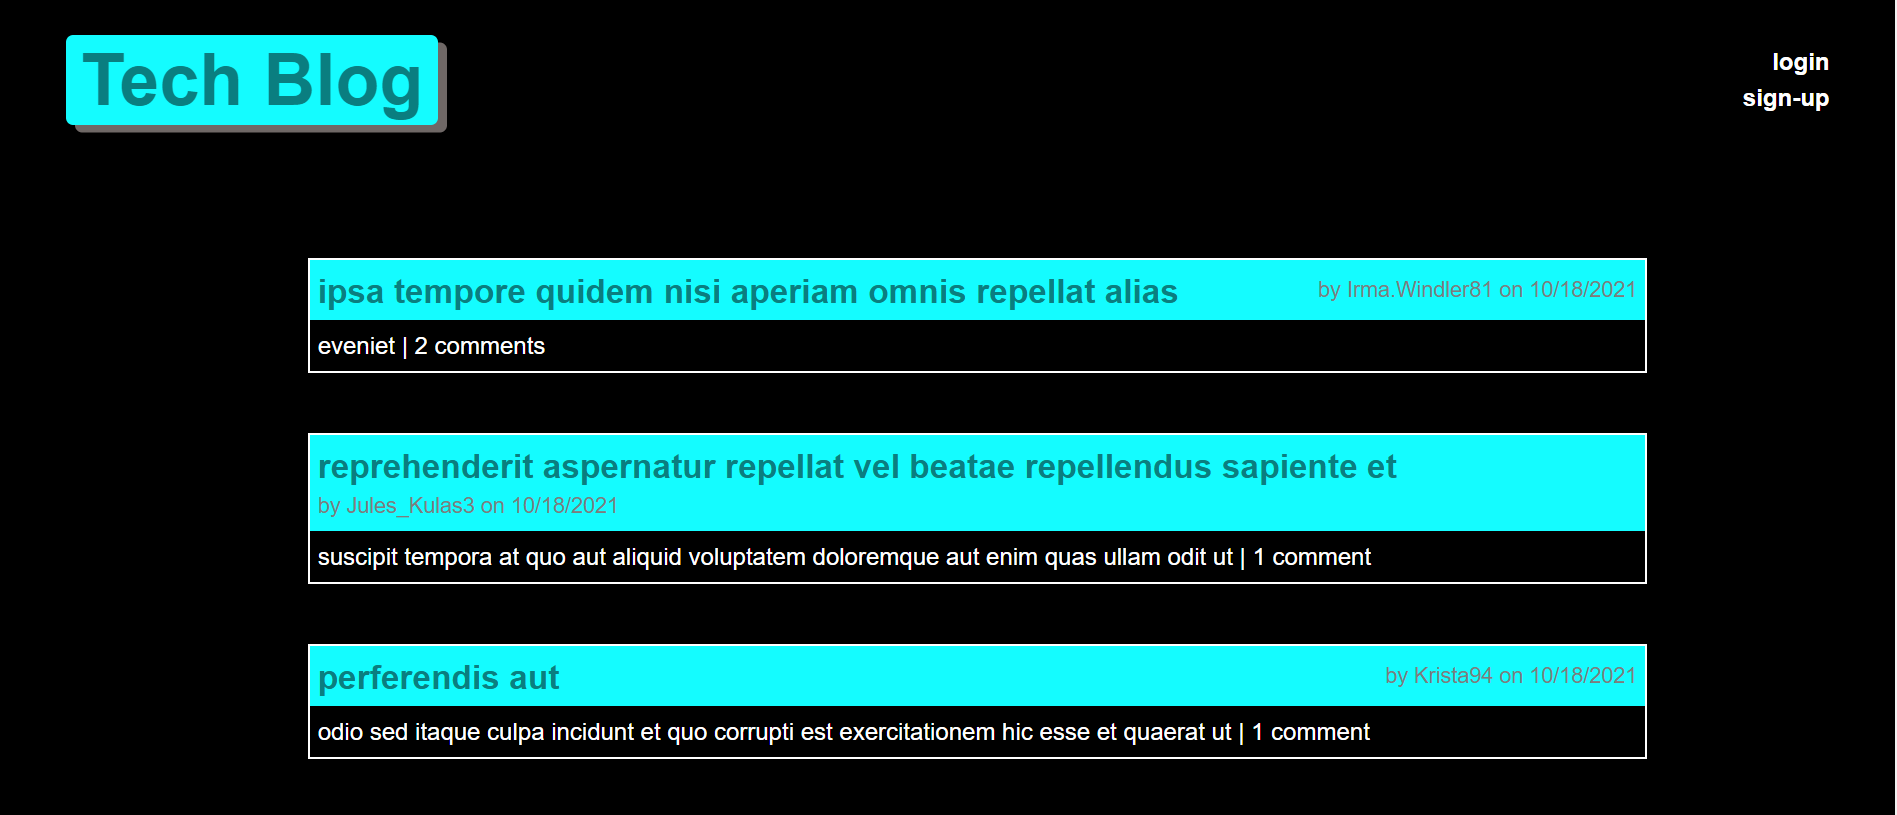 Tech Blog
login
sign-up
ipsa tempore quidem nisi aperiam omnis repellat alias
by Irma.Windler81 on 10/18/2021
eveniet | 2 comments
reprehenderit aspernatur repellat vel beatae repellendus sapiente et
by Jules_Kulas3 on 10/18/2021
suscipit tempora at quo aut aliquid voluptatem doloremque aut enim quas ullam odit ut | 1 comment
perferendis aut
by Krista94 on 10/18/2021
odio sed itaque culpa incidunt et quo corrupti est exercitationem hic esse et quaerat ut | 1 comment